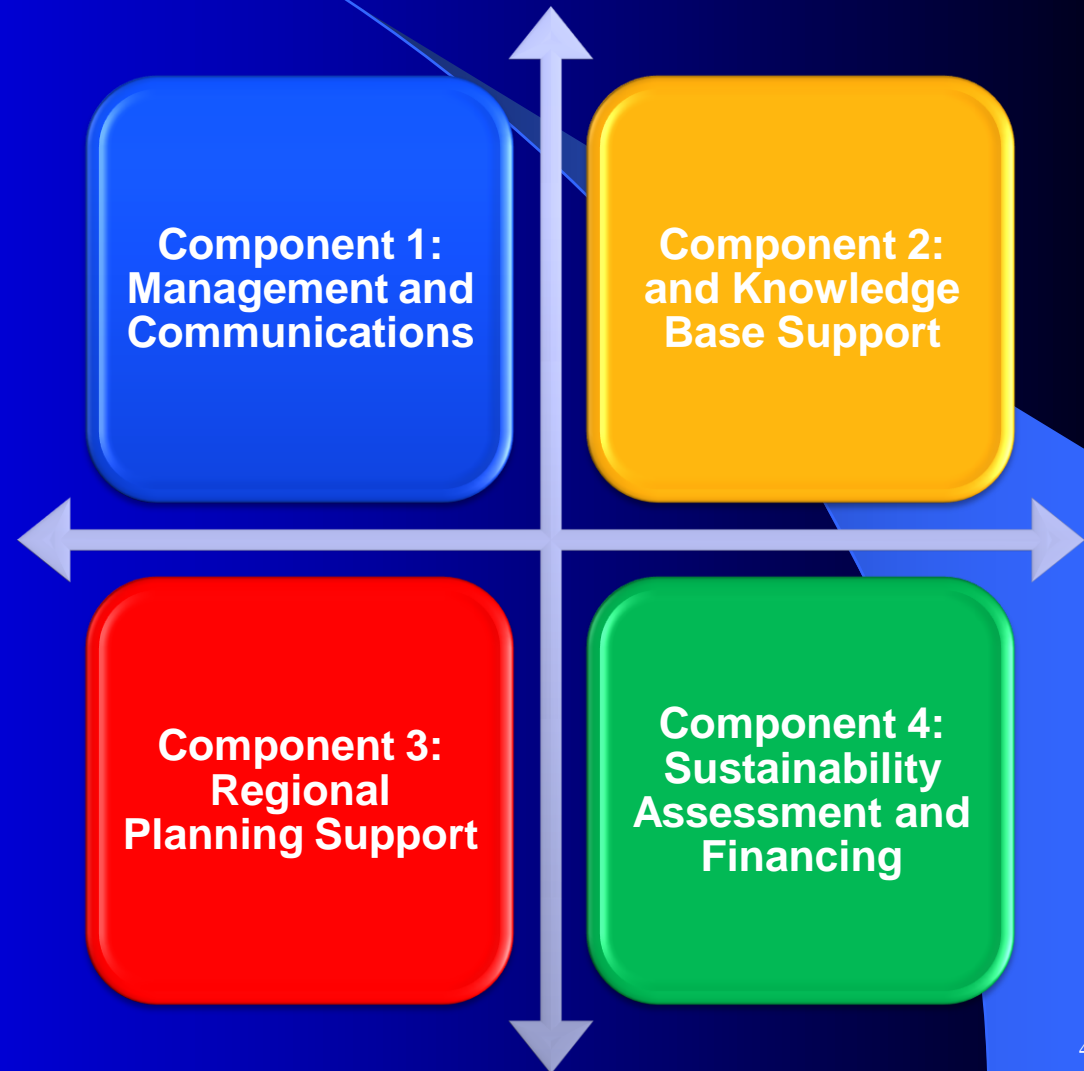 Component 1:
Management and
Communications
Component 2:
and Knowledge
Base Support
Component 3:
Regional
Planning Support
Component 4:
Sustainability
Assessment and
Financing
4